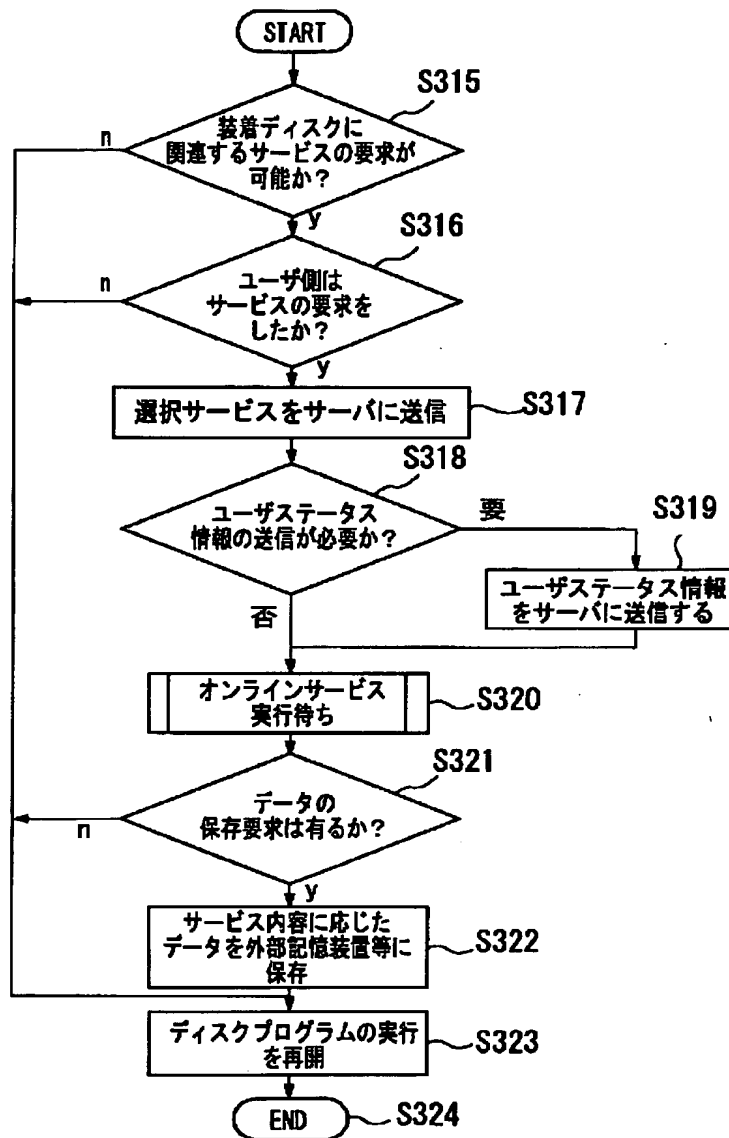 START
S315
n
装着ディスクに
関連するサービスの要求が
可能か？
y
S316
n
ユーザ側は
サービスの要求を
したか？
y
選択サービスをサーバに送信
S317
S318
ユーザステータス
情報の送信が必要か？
要
S319
ユーザステータス情報
をサーバに送信する
否
オンラインサービス
実行待ち
S320
S321
データの
保存要求は有るか？
n
y
サービス内容に応じた
データを外部記憶装置等に
保存
S322
ディスクプログラムの実行
を再開
S323
END
S324